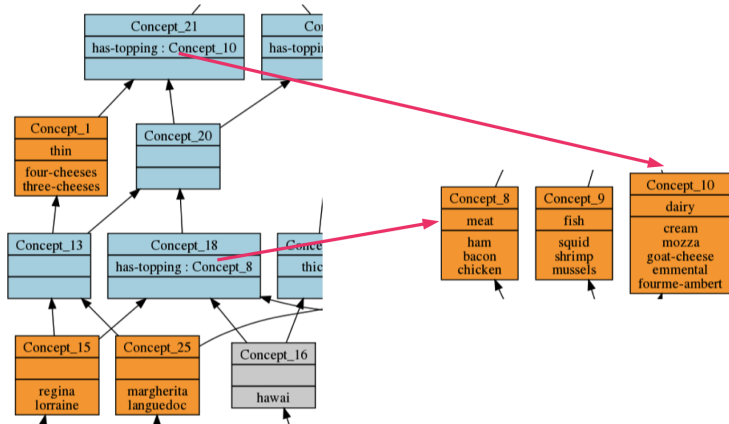 Concept_21
has-topping : Concept_10
has-toppin
Concept_1
thin
four-cheeses
three-cheeses
Concept_20
Concept_13
Concept_18
has-topping : Concept_8
Conce
thic
Concept_15
regina
lorraine
Concept_25
margherita
languedoc
Concept_16
hawai
Concept_8
meat
ham
bacon
chicken
Concept_9
fish
squid
shrimp
mussels
Concept_10
dairy
cream
mozza
goat-cheese
emmental
fourme-ambert